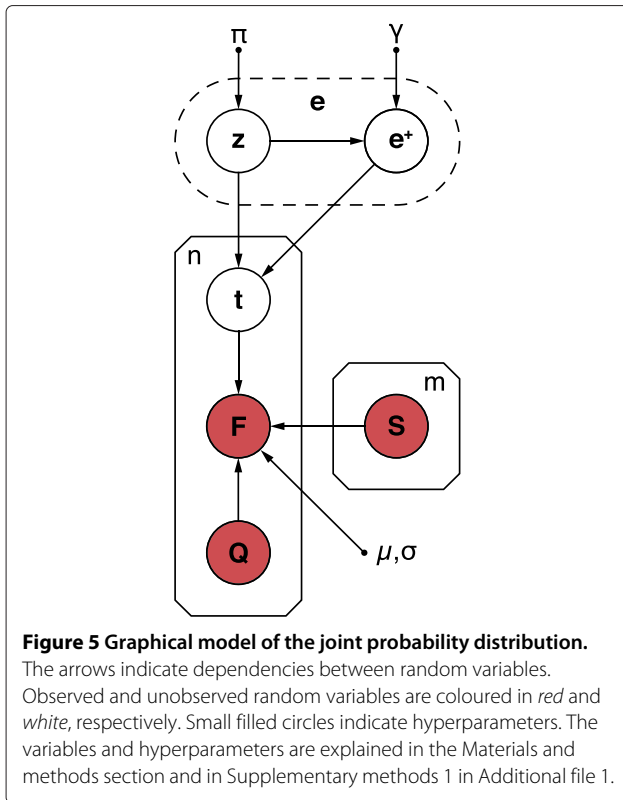 π
γ
e
z
e⁺
n
t
m
F
S
Q
μ,σ
Figure 5 Graphical model of the joint probability distribution.
The arrows indicate dependencies between random variables.
Observed and unobserved random variables are coloured in red and
white, respectively. Small filled circles indicate hyperparameters. The
variables and hyperparameters are explained in the Materials and
methods section and in Supplementary methods 1 in Additional file 1.